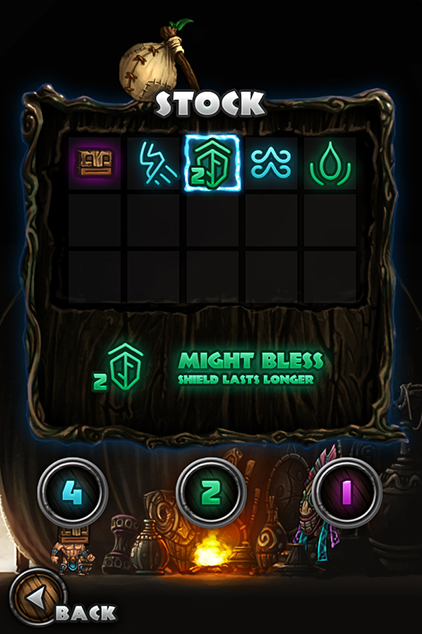 STOCK
2
2
MIGHT BLESS
SHIELD LASTS LONGER
4 2 1
BACK